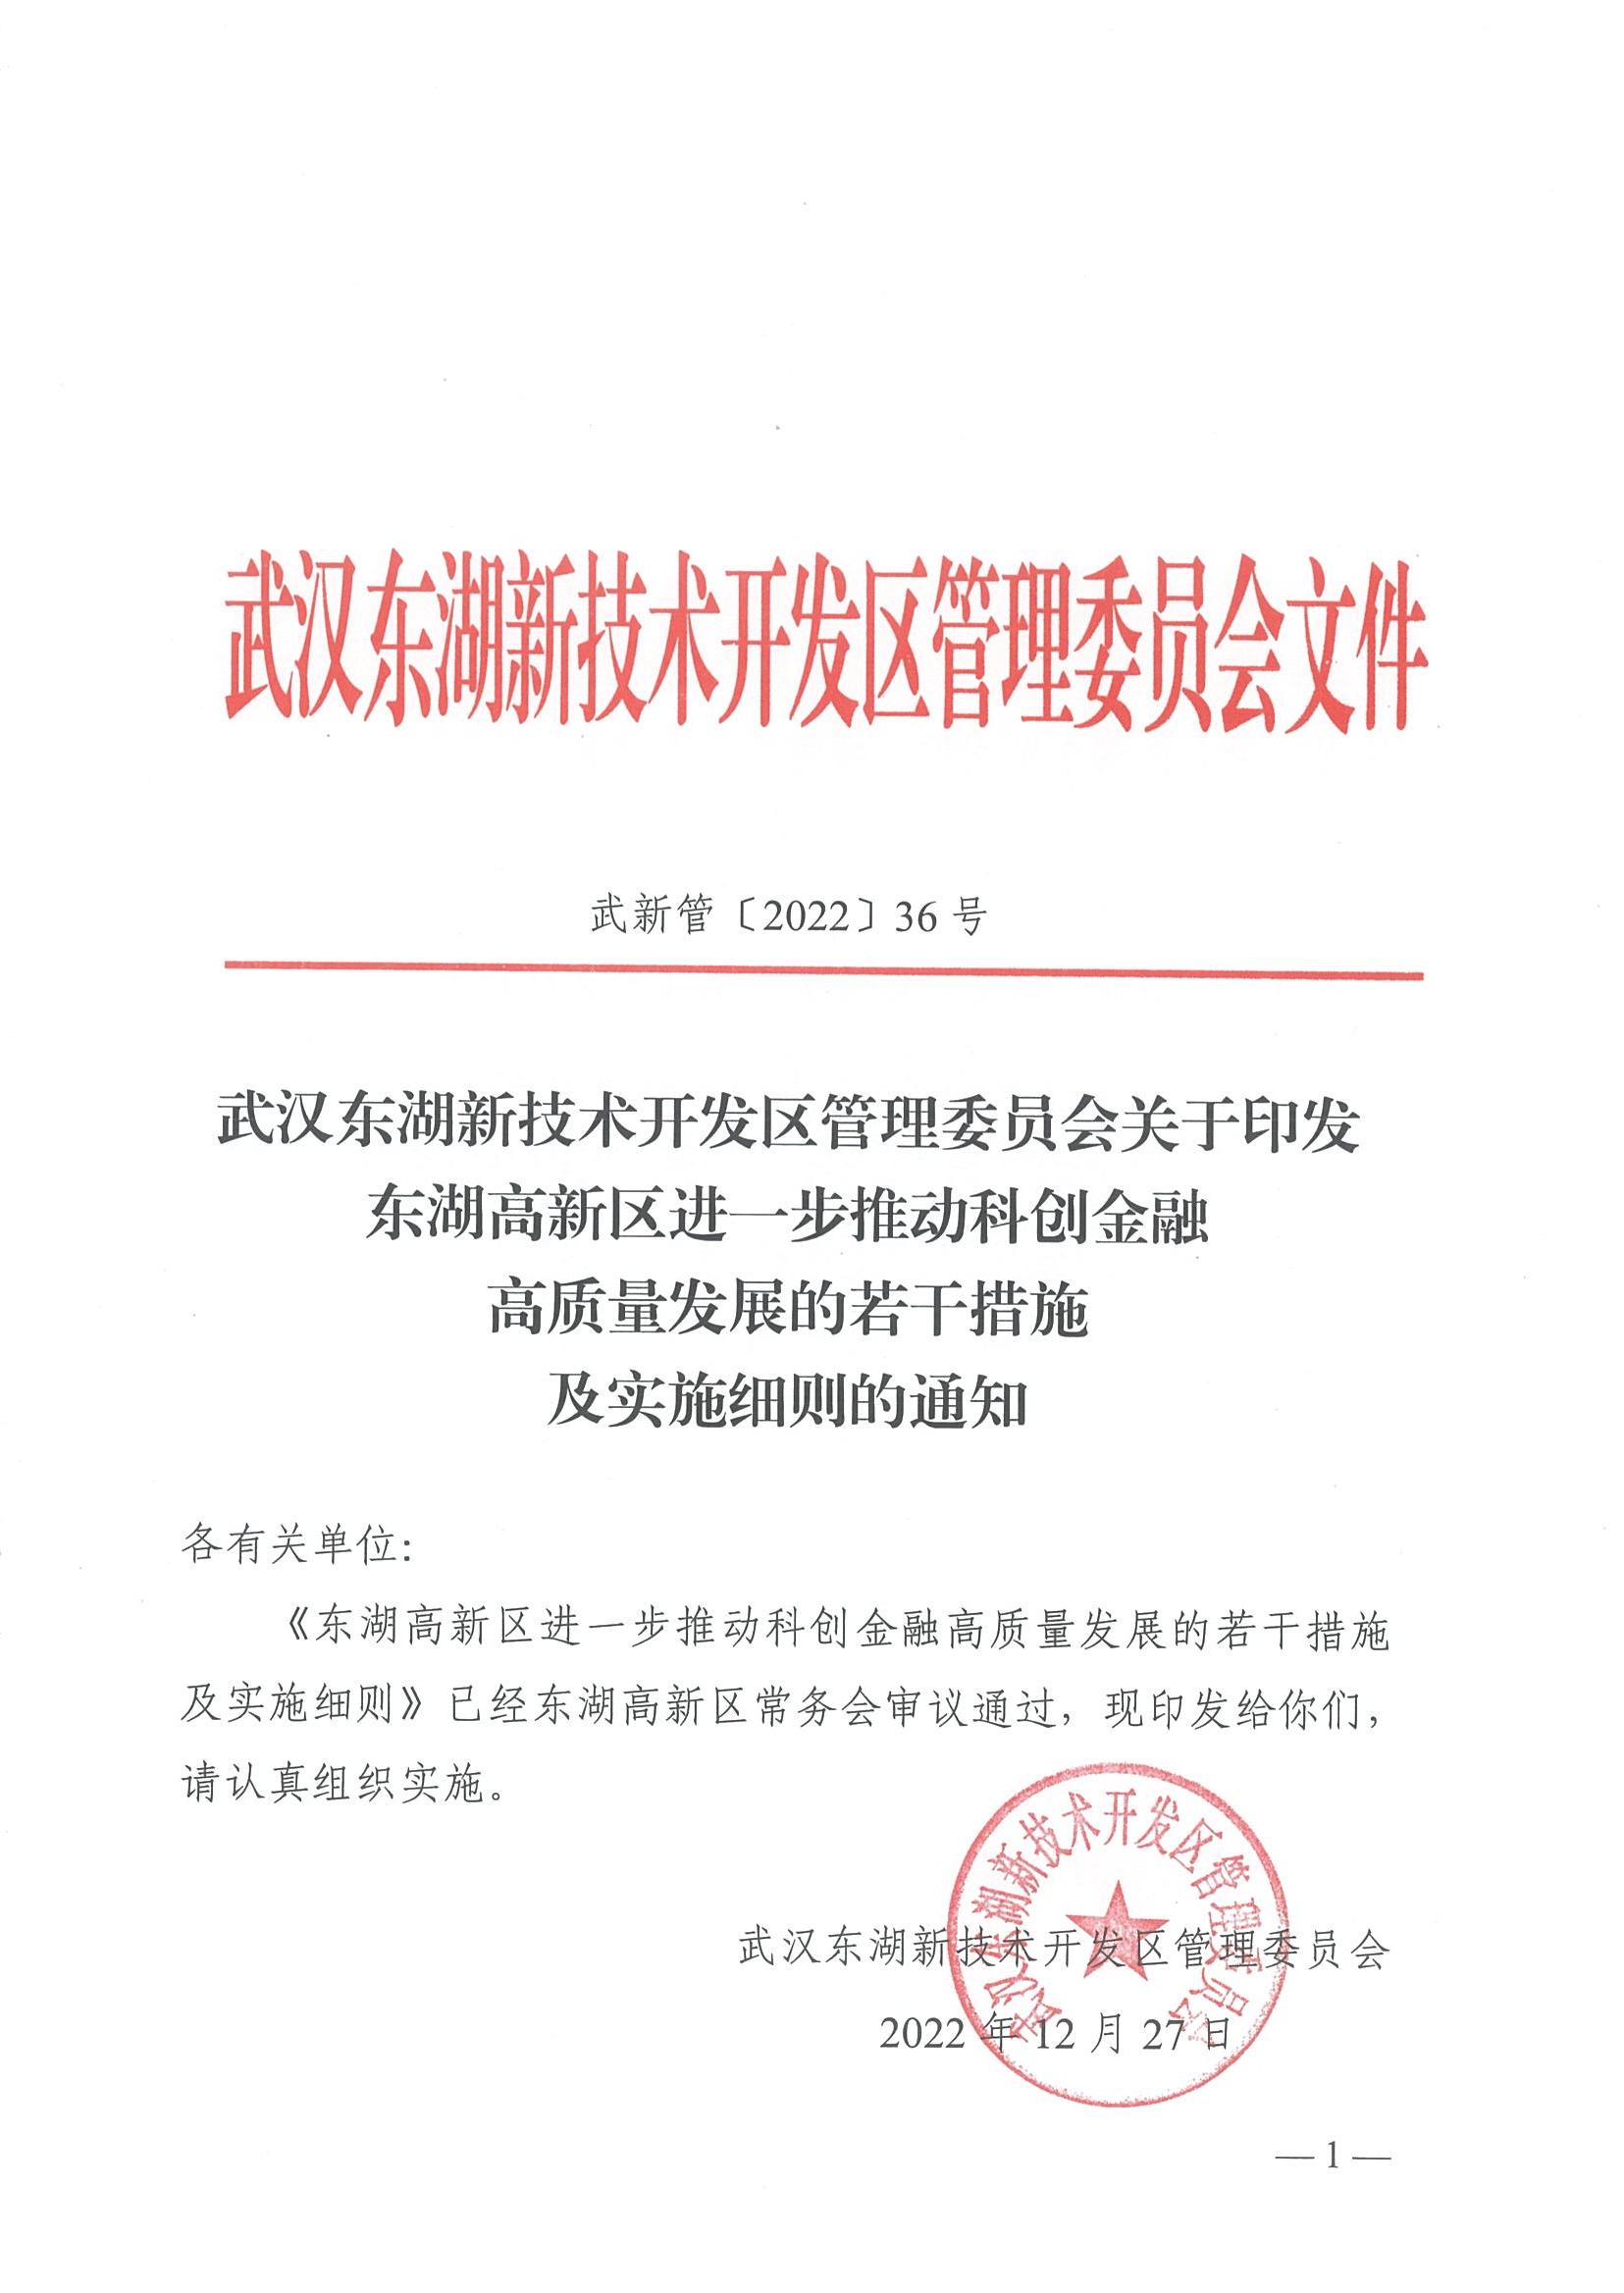 武汉东湖新技术开发区管理委员会文件
武新管〔2022〕36号
武汉东湖新技术开发区管理委员会关于印发
东湖高新区进一步推动科创金融
高质量发展的若干措施
及实施细则的通知
各有关单位:
《东湖高新区进一步推动科创金融高质量发展的若干措施
及实施细则》已经东湖高新区常务会审议通过，现印发给你们，
请认真组织实施。
武汉东湖新技术开发区管理委员会
武汉东湖新技术开发区管理委员会
2022年12月27日
— 1 —